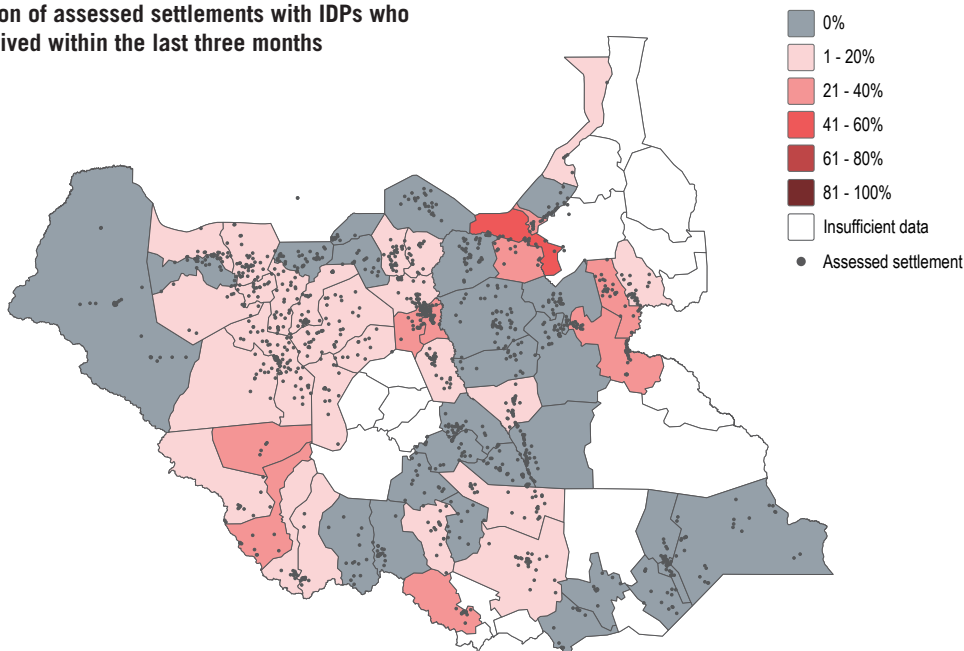 on of assessed settlements with IDPs who
ived within the last three months
0%
1 - 20%
21 - 40%
41 - 60%
61 - 80%
81 - 100%
Insufficient data
Assessed settlement